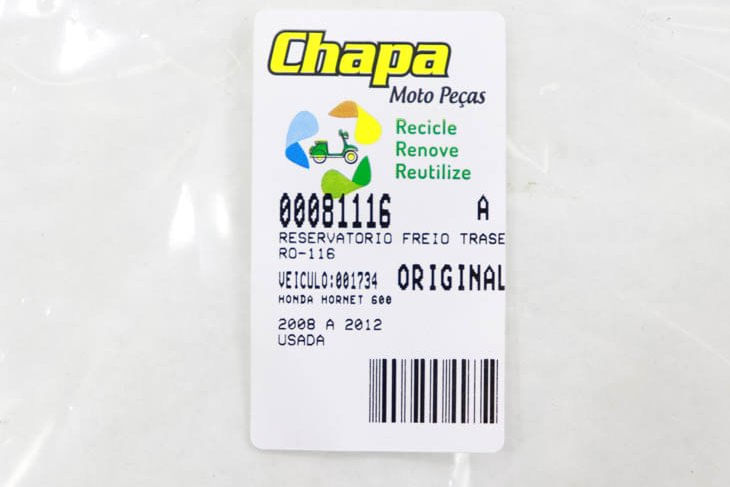 Chapa
Moto Peças
Recicle
Renove
Reutilize
00081116 A
RESERVATORIO FREIO TRASE
RO-116
VEICULO:001734 ORIGINAL
HONDA HORNET 600
2008 A 2012
USADA